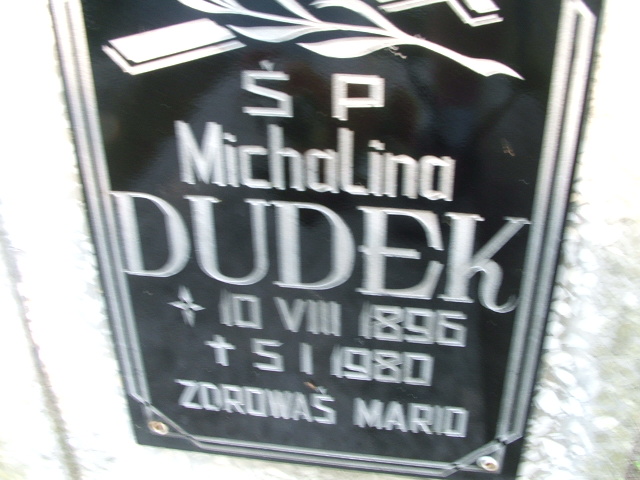 Ś P
Michalina
DUDEK
10 VIII 1896
† 5 I 1980
ZDROWAŚ MARIO